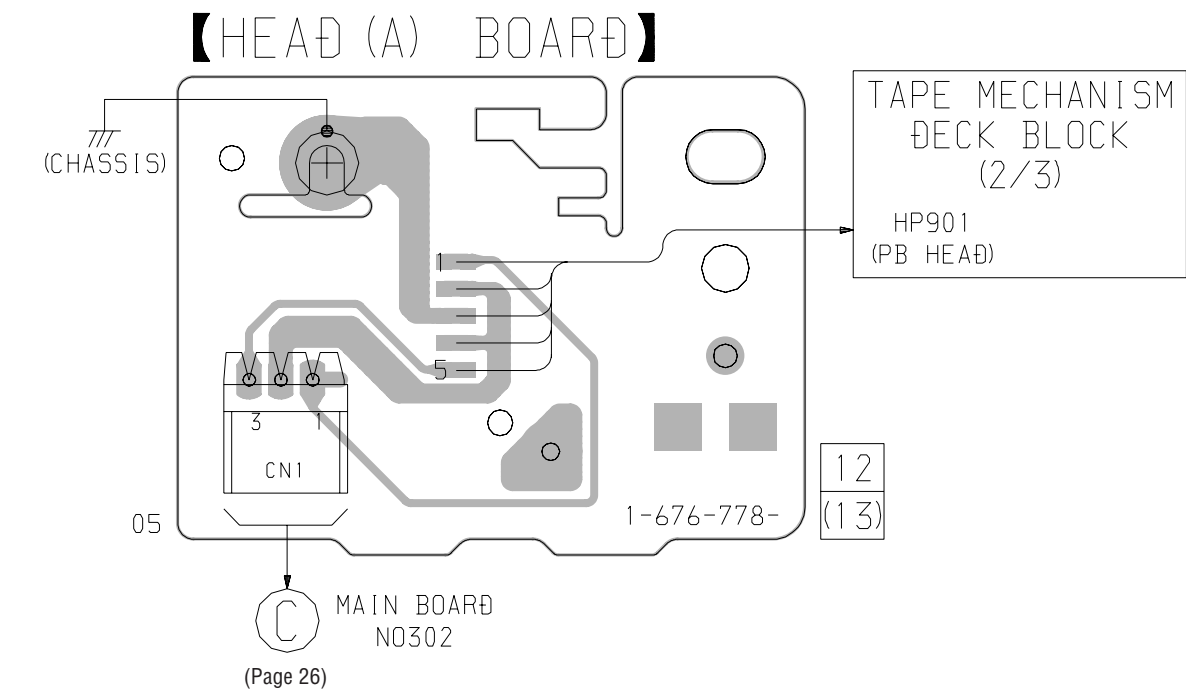 【HEAD (A) BOARD】
(CHASSIS)
TAPE MECHANISM
DECK BLOCK
(2/3)
HP901
(PB HEAD)
1
5
3 1
CN1
12
(13)
05
1-676-778-
C
MAIN BOARD
NO302
(Page 26)